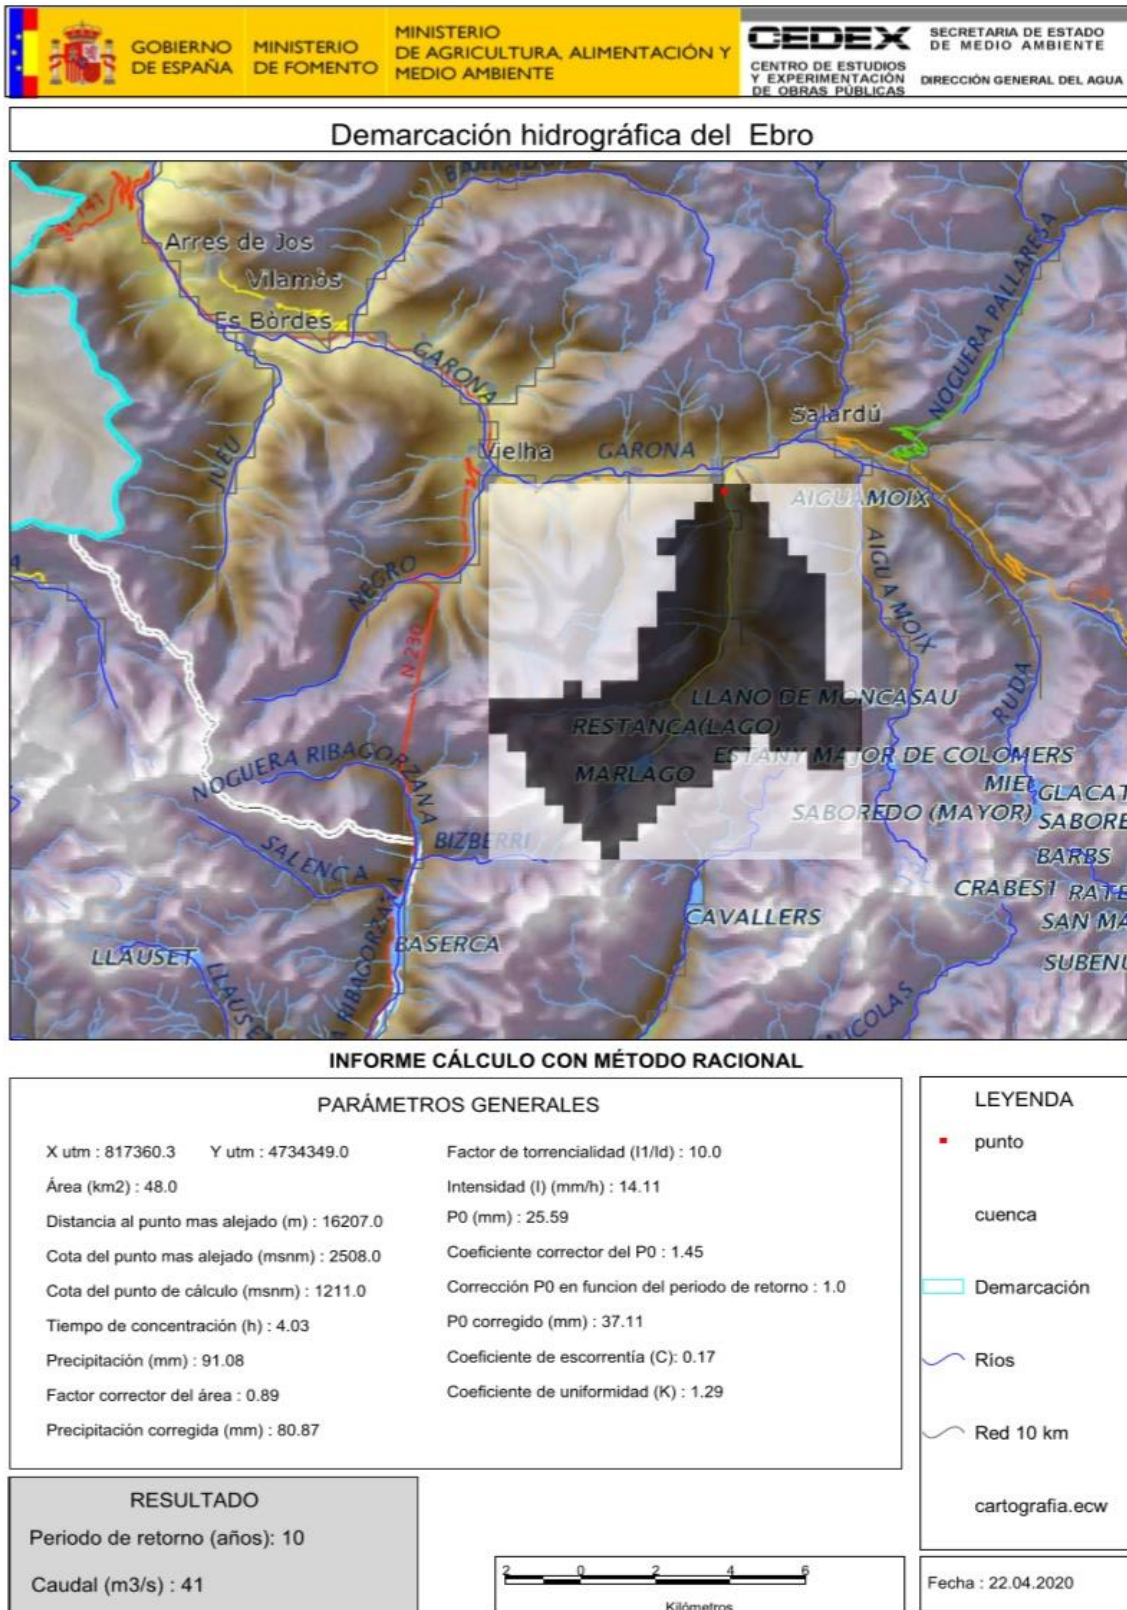 GOBIERNO
DE ESPAÑA
MINISTERIO
DE FOMENTO
MINISTERIO
DE AGRICULTURA, ALIMENTACIÓN Y
MEDIO AMBIENTE
CEDEX
CENTRO DE ESTUDIOS
Y EXPERIMENTACIÓN
DE OBRAS PÚBLICAS
SECRETARIA DE ESTADO
DE MEDIO AMBIENTE
DIRECCIÓN GENERAL DEL AGUA
Demarcación hidrográfica del Ebro
Arres de Jos
Vilamòs
Es Bòrdes
GARONA
NOGUERA PALLARESA
JUEU
Vielha
GARONA
Salardú
AIGUAMOIX
AIGUAMOIX
NEGRO
N 230
RUDA
LLANO DE MONCASAU
RESTANCA(LAGO)
ESTANY MAJOR DE COLOMERS
MARLAGO
NOGUERA RIBAGORZANA
SABOREDO (MAYOR)
BIZBERRI
SALENCA
BARBS
CAVALLERS
BASERCA
LLAUSET
INFORME CÁLCULO CON MÉTODO RACIONAL
PARÁMETROS GENERALES
X utm : 817360.3 Y utm : 4734349.0
Área (km2) : 48.0
Distancia al punto mas alejado (m) : 16207.0
Cota del punto mas alejado (msnm) : 2508.0
Cota del punto de cálculo (msnm) : 1211.0
Tiempo de concentración (h) : 4.03
Precipitación (mm) : 91.08
Factor corrector del área : 0.89
Precipitación corregida (mm) : 80.87
Factor de torrencialidad (I1/Id) : 10.0
Intensidad (I) (mm/h) : 14.11
P0 (mm) : 25.59
Coeficiente corrector del P0 : 1.45
Corrección P0 en funcion del periodo de retorno : 1.0
P0 corregido (mm) : 37.11
Coeficiente de escorrentía (C): 0.17
Coeficiente de uniformidad (K) : 1.29
LEYENDA
punto
cuenca
Demarcación
Ríos
Red 10 km
cartografia.ecw
RESULTADO
Periodo de retorno (años): 10
Caudal (m3/s) : 41
2 0 2 4 6
Kilómetros
Fecha : 22.04.2020